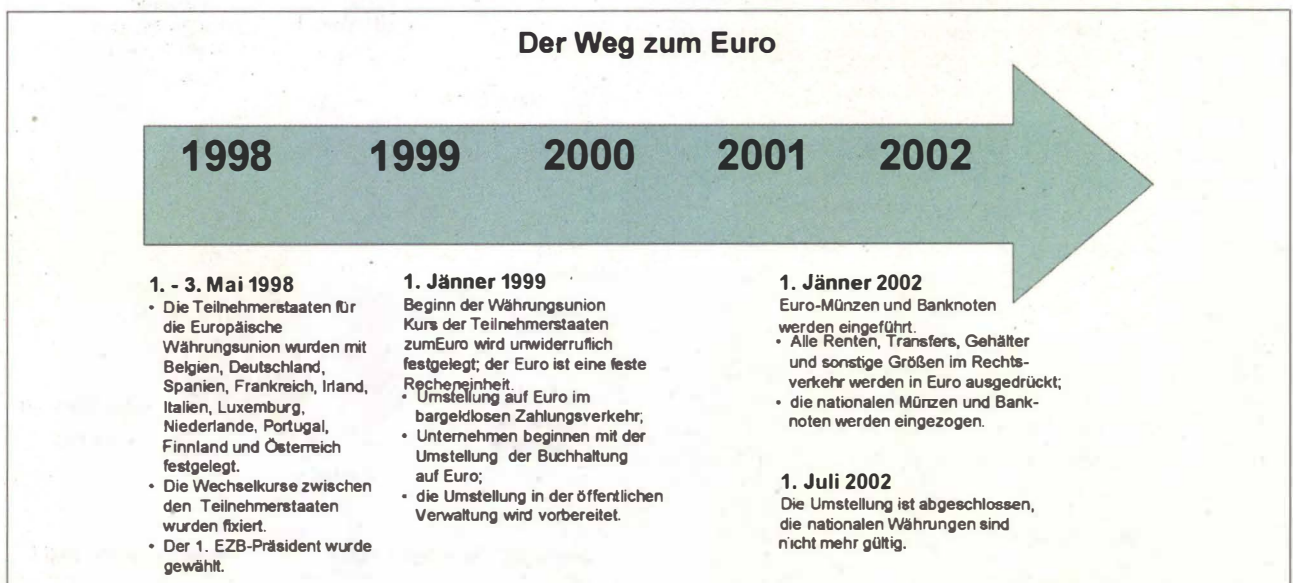 Der Weg zum Euro
1998 1999 2000 2001 2002
1. - 3. Mai 1998
• Die Teilnehmerstaaten für
die Europäische
Währungsunion wurden mit
Belgien, Deutschland,
Spanien, Frankreich, Irland,
Italien, Luxemburg,
Niederlande, Portugal,
Finnland und Österreich
festgelegt.
• Die Wechselkurse zwischen
den Teilnehmerstaaten
wurden fixiert.
• Der 1. EZB-Präsident wurde
gewählt.
1. Jänner 1999
Beginn der Währungsunion
Kurs der Teilnehmerstaaten
zumEuro wird unwiderruflich
festgelegt; der Euro ist eine feste
Recheneinheit.
• Umstellung auf Euro im
bargeldlosen Zahlungsverkehr;
• Unternehmen beginnen mit der
Umstellung der Buchhaltung
auf Euro;
• die Umstellung in der öffentlichen
Verwaltung wird vorbereitet.
1. Jänner 2002
Euro-Münzen und Banknoten
werden eingeführt.
• Alle Renten, Transfers, Gehälter
und sonstige Größen im Rechts-
verkehr werden in Euro ausgedrückt;
• die nationalen Münzen und Bank-
noten werden eingezogen.
1. Juli 2002
Die Umstellung ist abgeschlossen,
die nationalen Währungen sind
nicht mehr gültig.